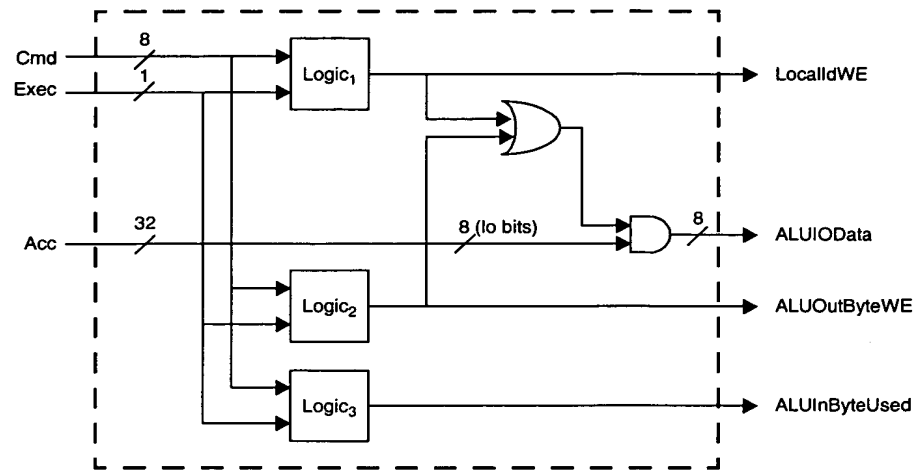 8
Cmd
1
Exec
Logic1
LocalIdWE
32
Acc
8 (lo bits)
8
ALUIOData
Logic2
ALUOutByteWE
Logic3
ALUInByteUsed